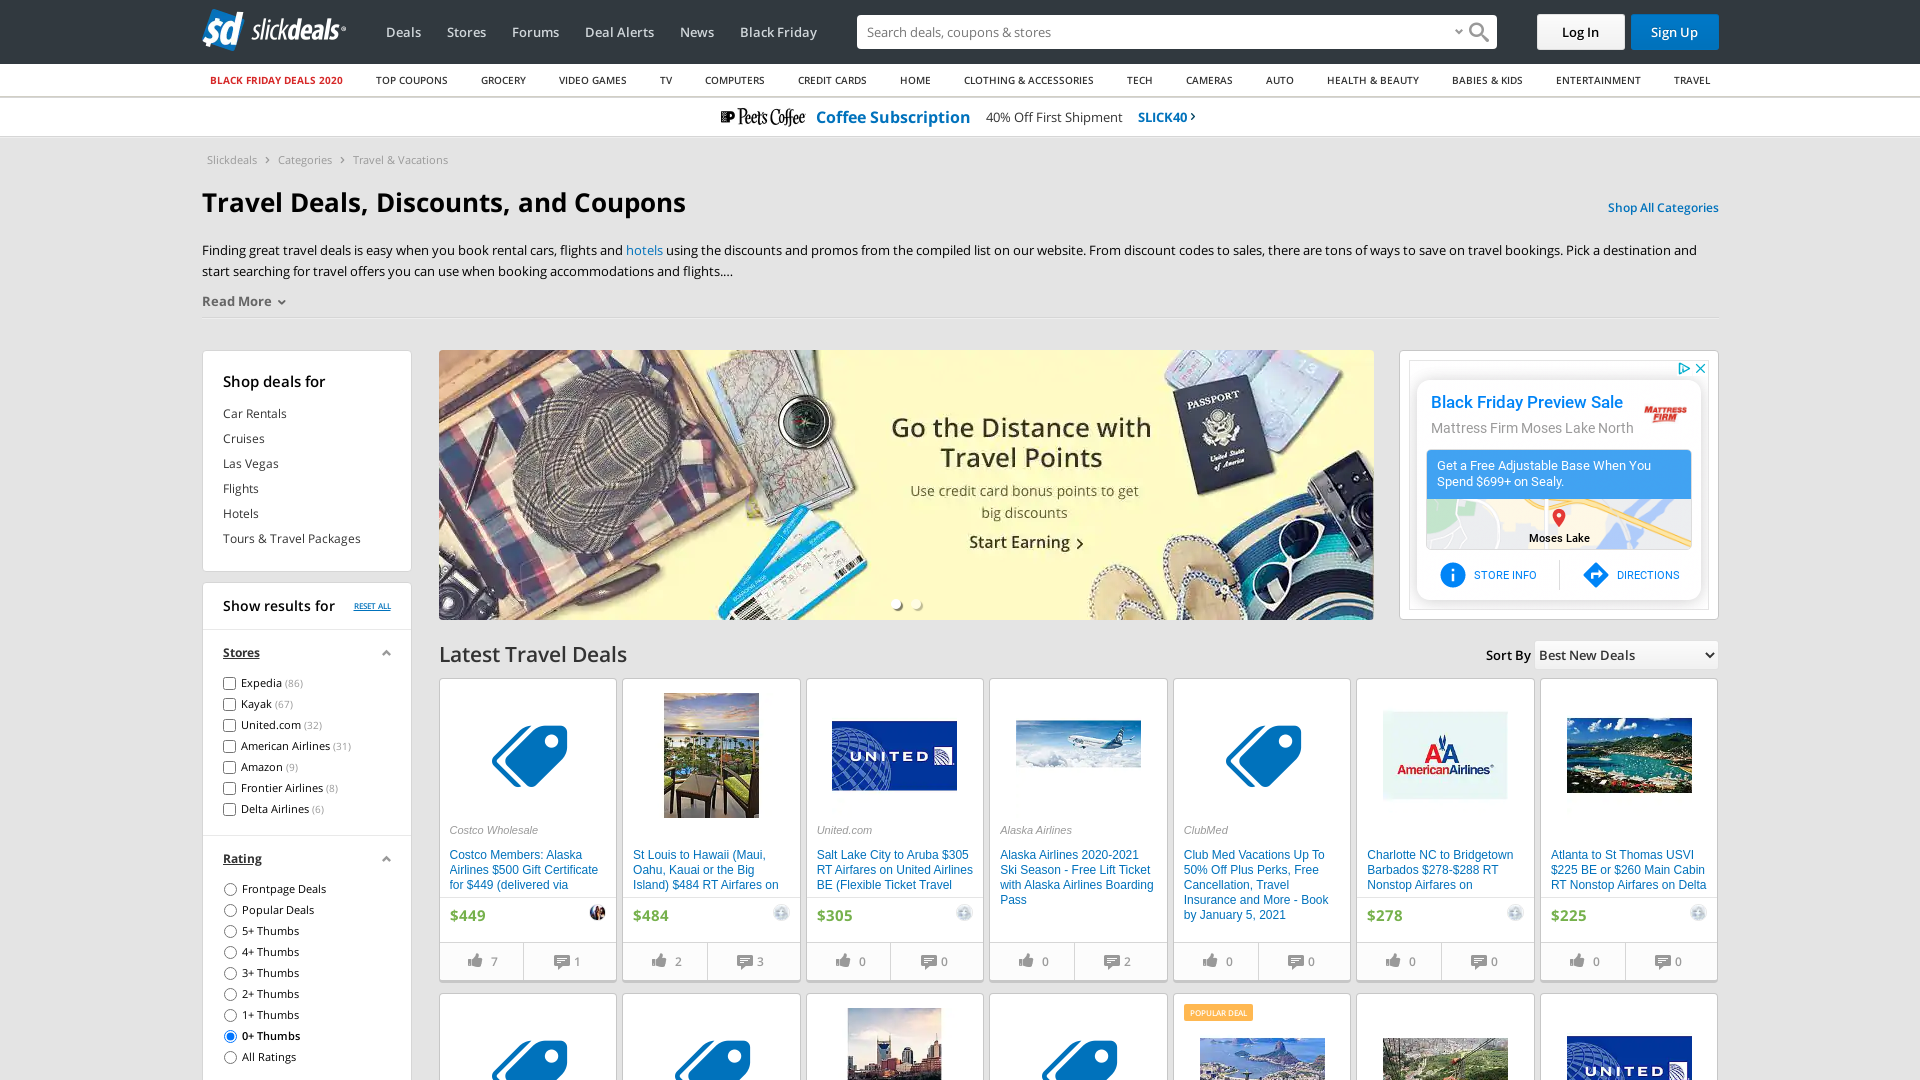 slickdeals
Deals
Stores
Forums
Deal Alerts
News
Black Friday
Search deals, coupons & stores
Log In
Sign Up
BLACK FRIDAY DEALS 2020
TOP COUPONS
GROCERY
VIDEO GAMES
TV
COMPUTERS
CREDIT CARDS
HOME
CLOTHING & ACCESSORIES
TECH
CAMERAS
AUTO
HEALTH & BEAUTY
BABIES & KIDS
ENTERTAINMENT
TRAVEL
Peet's Coffee
Coffee Subscription
40% Off First Shipment
SLICK40
Slickdeals
Categories
Travel & Vacations
Travel Deals, Discounts, and Coupons
Shop All Categories
Finding great travel deals is easy when you book rental cars, flights and hotels using the discounts and promos from the compiled list on our website. From discount codes to sales, there are tons of ways to save on travel bookings. Pick a destination and
start searching for travel offers you can use when booking accommodations and flights....
Read More
Shop deals for
Car Rentals
Cruises
Las Vegas
Flights
Hotels
Tours & Travel Packages
Show results for
RESET ALL
Stores
Expedia (86)
Kayak (67)
United.com (32)
American Airlines (31)
Amazon (9)
Frontier Airlines (8)
Delta Airlines (6)
Rating
Frontpage Deals
Popular Deals
5+ Thumbs
4+ Thumbs
3+ Thumbs
2+ Thumbs
1+ Thumbs
0+ Thumbs
All Ratings
Go the Distance with
Travel Points
Use credit card bonus points to get
big discounts
Start Earning
PASSPORT
United States
of America
Black Friday Preview Sale
Mattress Firm Moses Lake North
MATTRESS
FIRM
Get a Free Adjustable Base When You
Spend $699+ on Sealy.
Moses Lake
STORE INFO
DIRECTIONS
Latest Travel Deals
Sort By
Best New Deals
Costco Wholesale
Costco Members: Alaska
Airlines $500 Gift Certificate
for $449 (delivered via
$449
7
1
St Louis to Hawaii (Maui,
Oahu, Kauai or the Big
Island) $484 RT Airfares on
$484
2
3
UNITED
United.com
Salt Lake City to Aruba $305
RT Airfares on United Airlines
BE (Flexible Ticket Travel
$305
0
0
Alaska Airlines
Alaska Airlines 2020-2021
Ski Season - Free Lift Ticket
with Alaska Airlines Boarding
Pass
0
2
ClubMed
Club Med Vacations Up To
50% Off Plus Perks, Free
Cancellation, Travel
Insurance and More - Book
by January 5, 2021
0
0
AmericanAirlines
Charlotte NC to Bridgetown
Barbados $278-$288 RT
Nonstop Airfares on
$278
0
0
Atlanta to St Thomas USVI
$225 BE or $260 Main Cabin
RT Nonstop Airfares on Delta
$225
0
0
POPULAR DEAL
UNITED